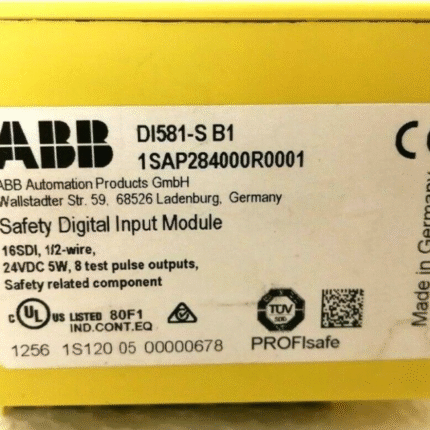 ABB
DI581-S B1
1SAP284000R0001
ABB Automation Products GmbH
Wallstadter Str. 59, 68526 Ladenburg, Germany
Safety Digital Input Module
16SDI, 1/2-wire,
24VDC 5W, 8 test pulse outputs,
Safety related component
c UL US LISTED 80F1
IND.CONT.EQ
TÜV
PROFIsafe
1256 1S120 05 00000678
Made in Germany